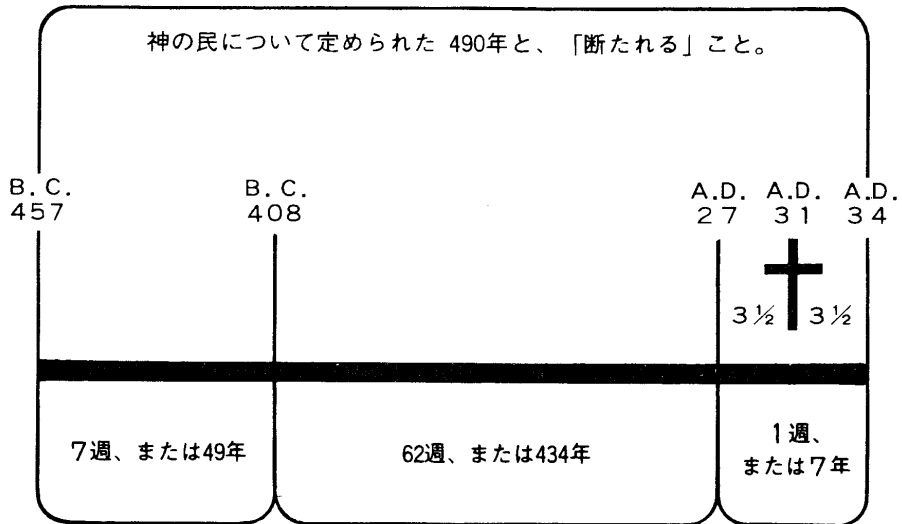 神の民について定められた 490年と、「断たれる」こと。
B.C.
457
B.C.
408
A.D.
27
A.D.
31
A.D.
34
3½
3½
7週、または49年
62週、または434年
1週、
または7年